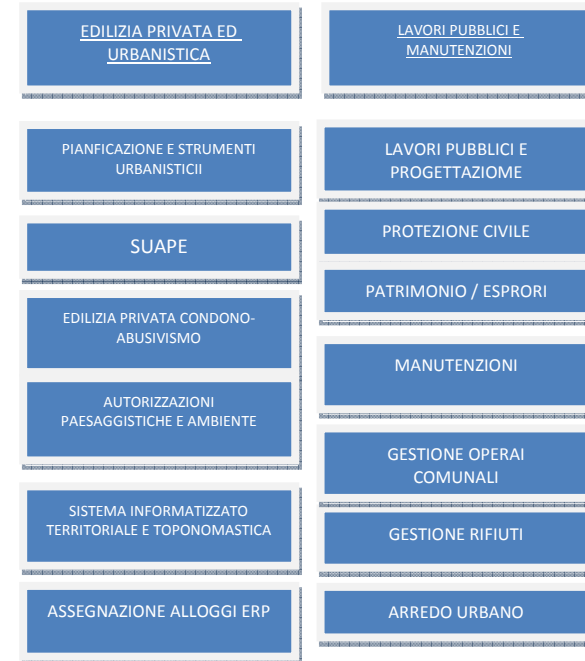 EDILIZIA PRIVATA ED
URBANISTICA
PIANFICAZIONE E STRUMENTI
URBANISTICII
SUAPE
EDILIZIA PRIVATA CONDONO-
ABUSIVISMO
AUTORIZZAZIONI
PAESAGGISTICHE E AMBIENTE
SISTEMA INFORMATIZZATO
TERRITORIALE E TOPONOMASTICA
ASSEGNAZIONE ALLOGGI ERP
LAVORI PUBBLICI E
MANUTENZIONI
LAVORI PUBBLICI E
PROGETTAZIOME
PROTEZIONE CIVILE
PATRIMONIO / ESPRORI
MANUTENZIONI
GESTIONE OPERAI
COMUNALI
GESTIONE RIFIUTI
ARREDO URBANO